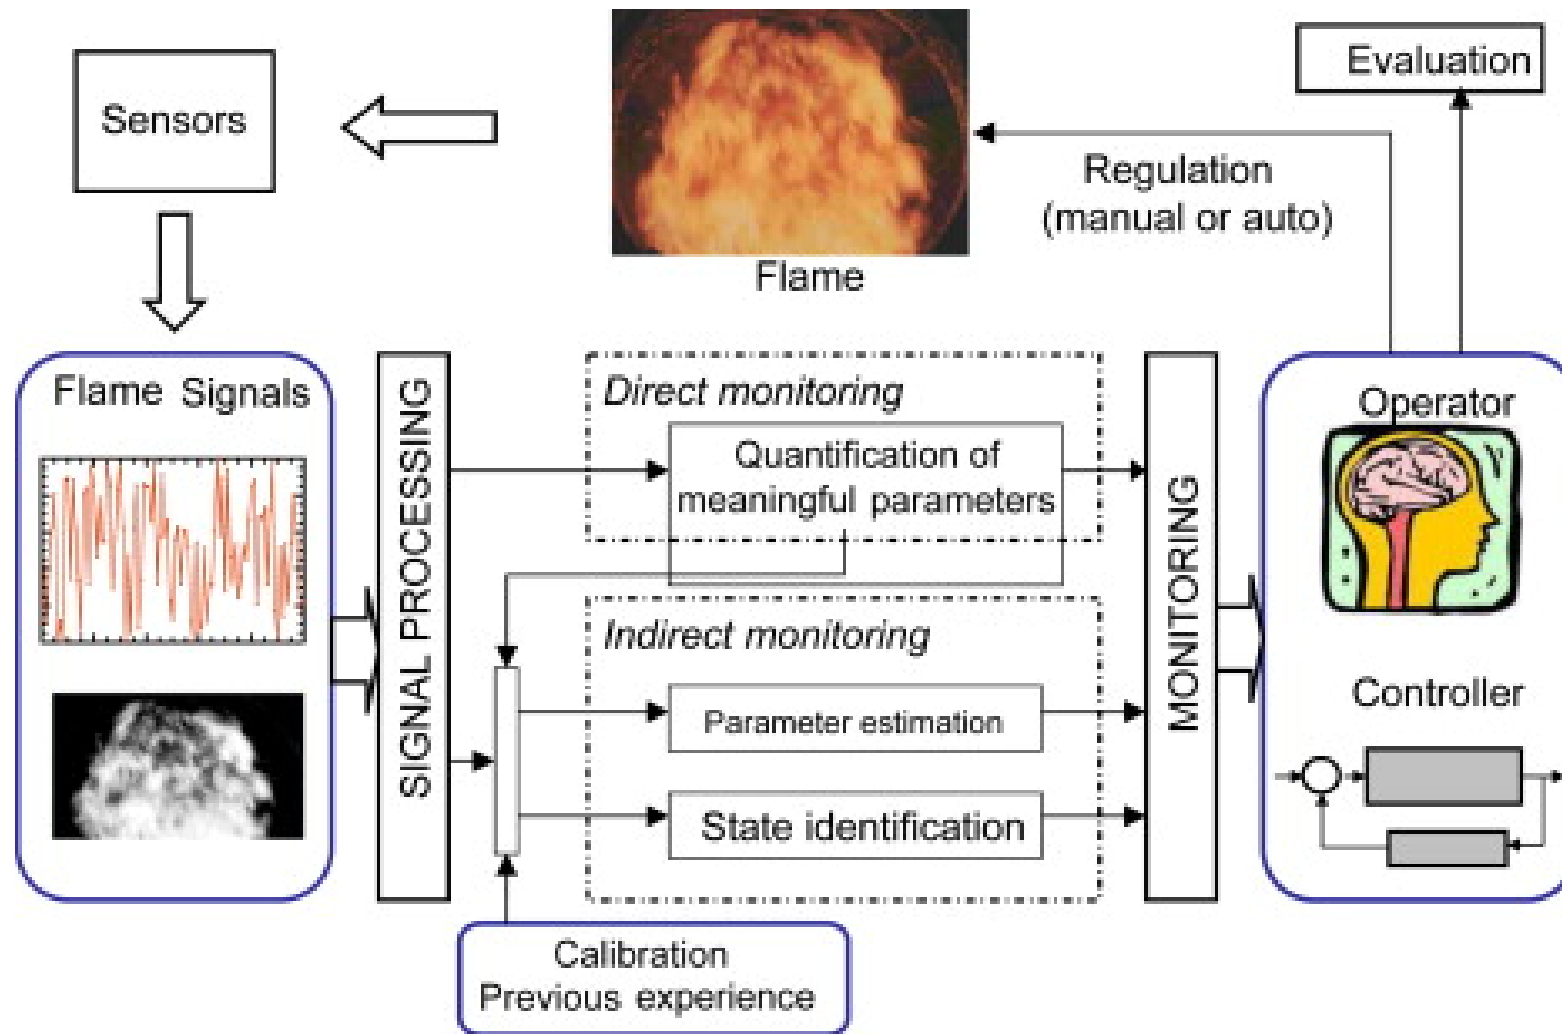 Sensors
Flame
Evaluation
Regulation
(manual or auto)
Flame Signals
SIGNAL PROCESSING
Direct monitoring
Quantification of
meaningful parameters
Indirect monitoring
Parameter estimation
State identification
Calibration
Previous experience
MONITORING
Operator
Controller